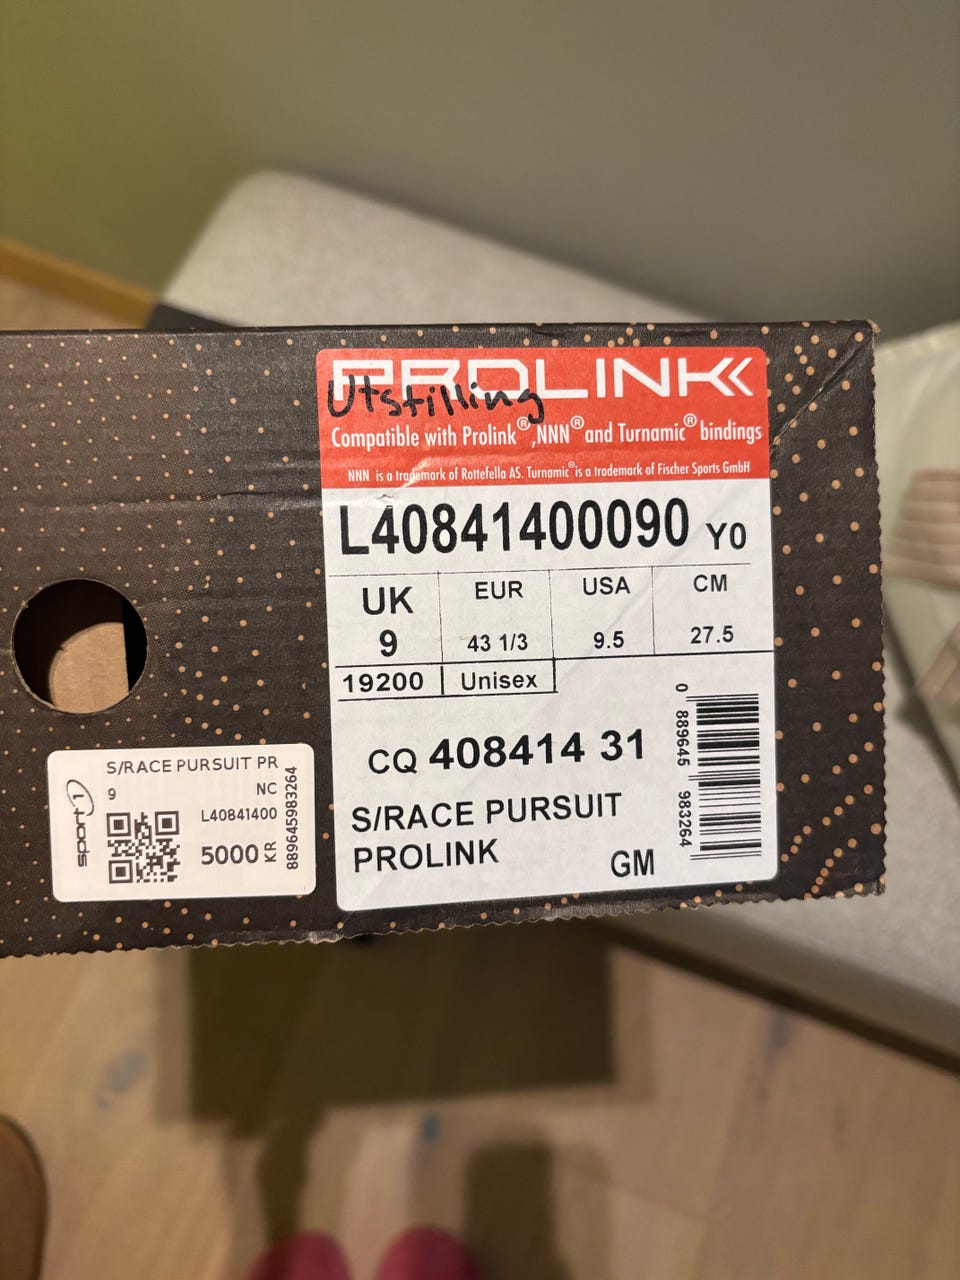 PROLINK
Utstilling
Compatible with Prolink®, NNN® and Turnamic® bindings
NNN is a trademark of Rottefella AS. Turnamic® is a trademark of Fischer Sports GmbH
L40841400090 Y0
UK EUR USA CM
9 43 1/3 9.5 27.5
19200 Unisex
CQ 408414 31
S/RACE PURSUIT
PROLINK
GM
0 889645 983264
sport1
S/RACE PURSUIT PR
9 NC
L40841400
5000 KR
889645983264